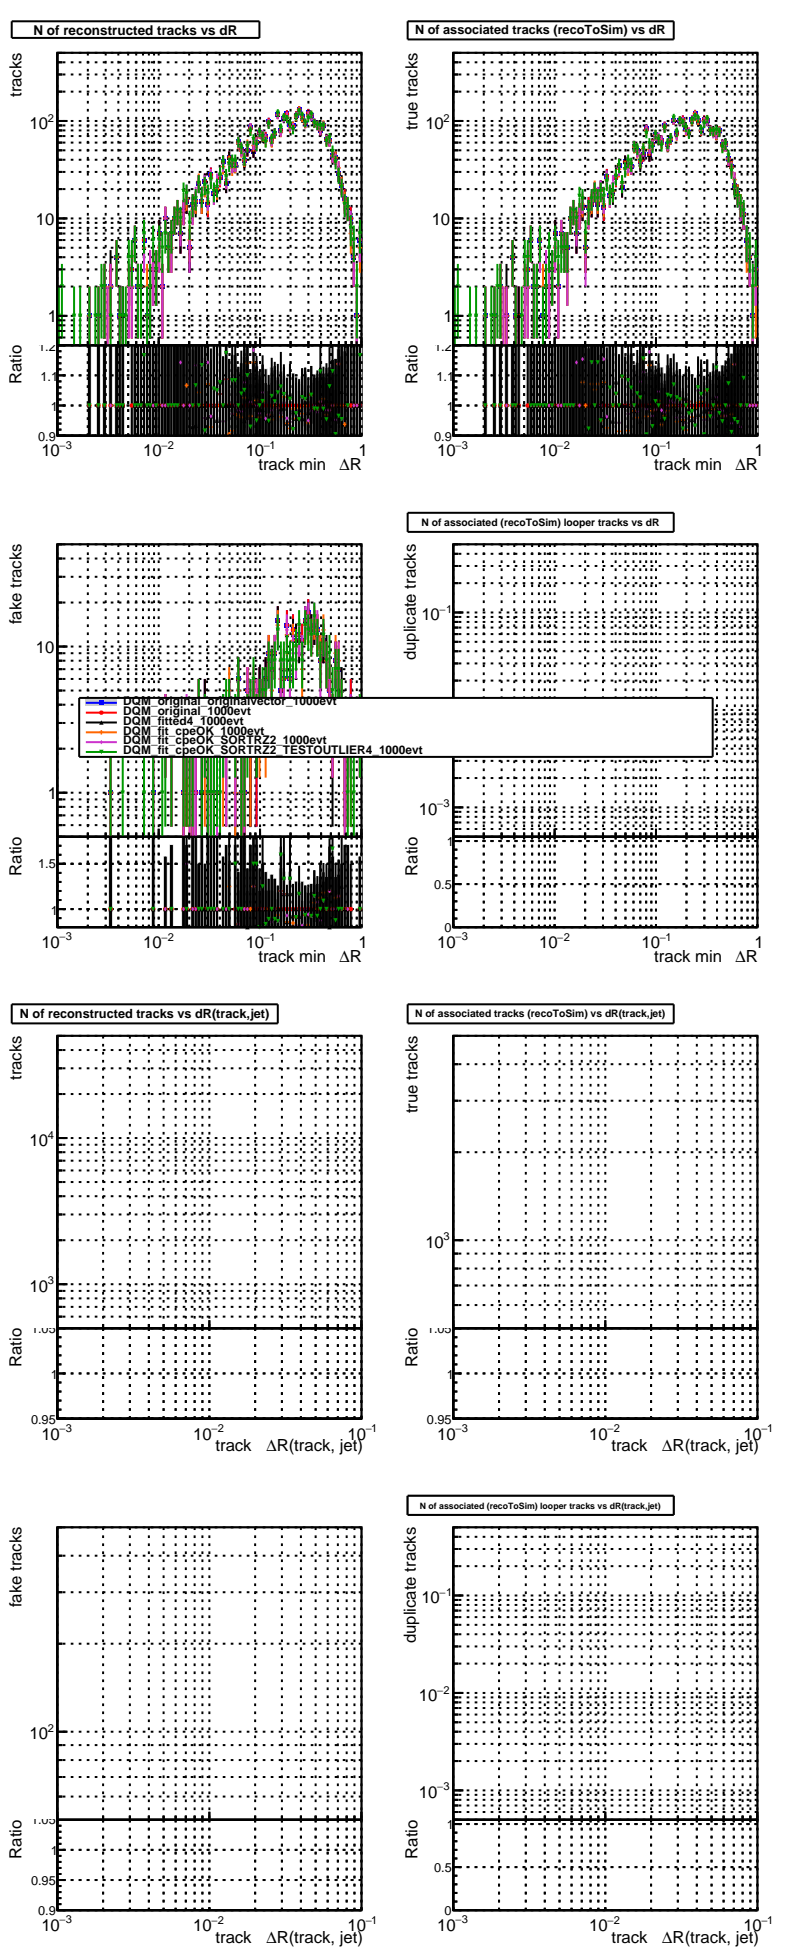 N of reconstructed tracks vs dR
tracks
10²
10
1
Ratio
1.2
1.1
1
0.9
10⁻³ 10⁻² 10⁻¹ 1
track min ΔR
N of associated tracks (recoToSim) vs dR
true tracks
10²
10
1
Ratio
1.2
1.1
1
0.9
10⁻³ 10⁻² 10⁻¹ 1
track min ΔR
fake tracks
10
1
Ratio
1.5
1
10⁻³ 10⁻² 10⁻¹ 1
track min ΔR
N of associated (recoToSim) looper tracks vs dR
duplicate tracks
10⁻¹
10⁻³
Ratio
1
0.5
0
10⁻³ 10⁻² 10⁻¹ 1
track min ΔR
DQM_original_originalvector_1000evt
DQM_original_1000evt
DQM_fitted4_1000evt
DQM_fit_cpeOK_1000evt
DQM_fit_cpeOK_SORTRZ2_1000evt
DQM_fit_cpeOK_SORTRZ2_TESTOUTLIER4_1000evt
N of reconstructed tracks vs dR(track,jet)
tracks
10⁴
10³
Ratio
1.05
1
0.95
10⁻³ 10⁻² 10⁻¹
track ΔR(track, jet)
N of associated tracks (recoToSim) vs dR(track,jet)
true tracks
10³
Ratio
1.05
1
0.95
10⁻³ 10⁻² 10⁻¹
track ΔR(track, jet)
fake tracks
10²
Ratio
1.05
1
0.95
0.9
10⁻³ 10⁻² 10⁻¹
track ΔR(track, jet)
N of associated (recoToSim) looper tracks vs dR(track,jet)
duplicate tracks
10⁻¹
10⁻²
10⁻³
Ratio
1
0.5
0
10⁻³ 10⁻² 10⁻¹
track ΔR(track, jet)